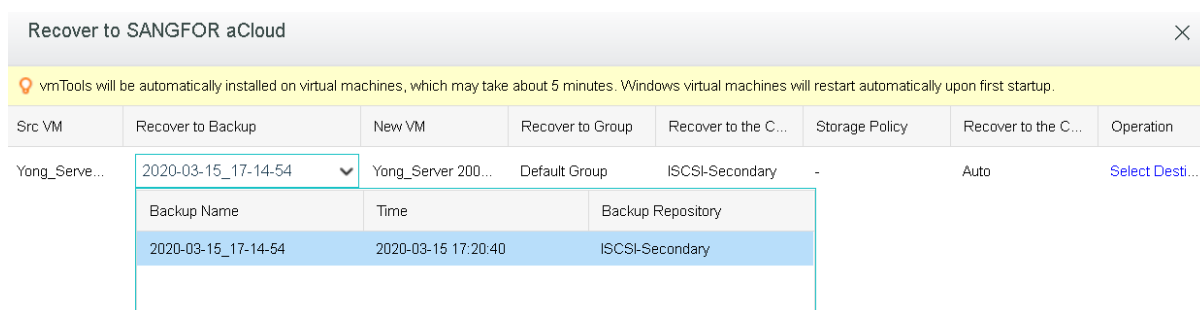 Recover to SANGFOR aCloud
vmTools will be automatically installed on virtual machines, which may take about 5 minutes. Windows virtual machines will restart automatically upon first startup.
Src VM Recover to Backup New VM Recover to Group Recover to the C... Storage Policy Recover to the C... Operation
Yong_Serve... 2020-03-15_17-14-54 Yong_Server 200... Default Group ISCSI-Secondary - Auto Select Desti...
Backup Name Time Backup Repository
2020-03-15_17-14-54 2020-03-15 17:20:40 ISCSI-Secondary